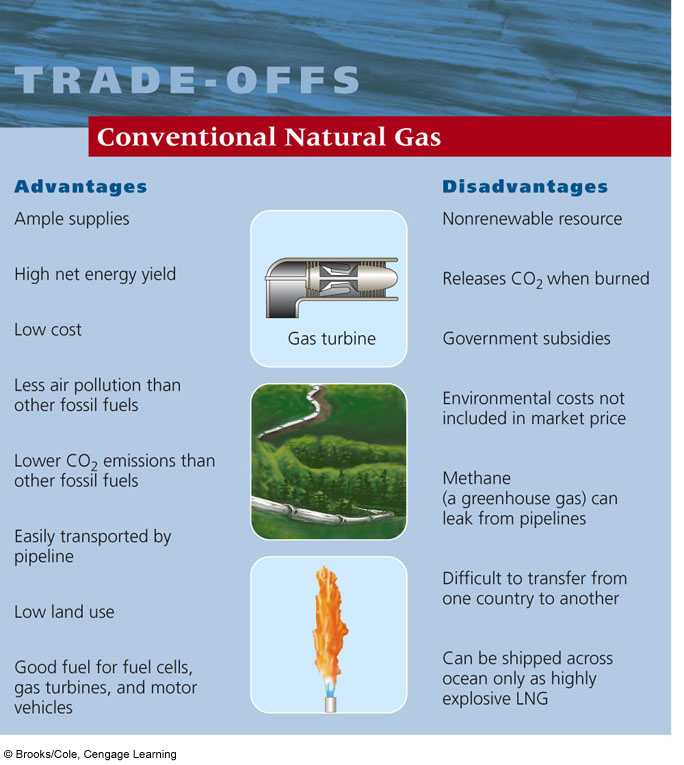 TRADE-OFFS
Conventional Natural Gas
Advantages
Ample supplies
High net energy yield
Low cost
Less air pollution than
other fossil fuels
Lower CO2 emissions than
other fossil fuels
Easily transported by
pipeline
Low land use
Good fuel for fuel cells,
gas turbines, and motor
vehicles
Gas turbine
Disadvantages
Nonrenewable resource
Releases CO2 when burned
Government subsidies
Environmental costs not
included in market price
Methane
(a greenhouse gas) can
leak from pipelines
Difficult to transfer from
one country to another
Can be shipped across
ocean only as highly
explosive LNG
© Brooks/Cole, Cengage Learning